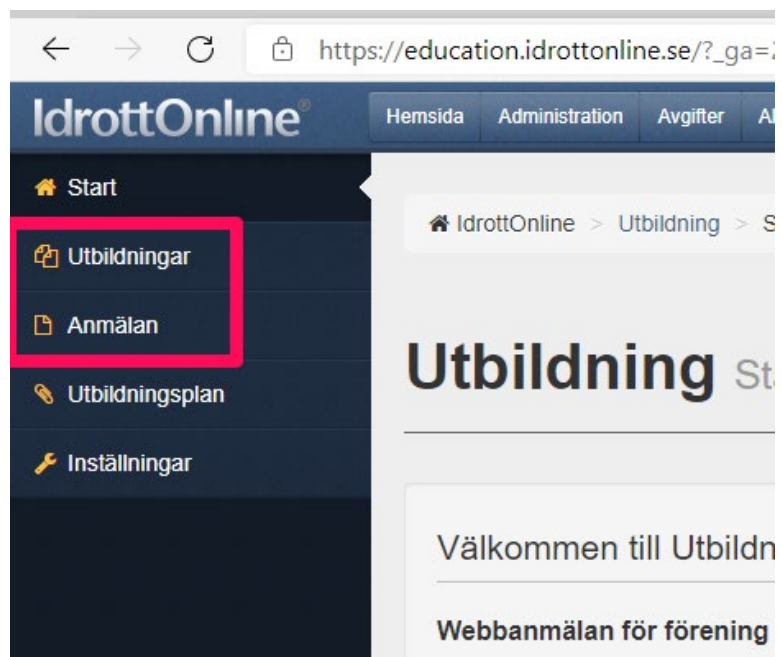 https://education.idrottonline.se/?_ga=
IdrottOnline®
Hemsida Administration Avgifter
Start
IdrottOnline > Utbildning >
Utbildningar
Anmälan
Utbildning
Utbildningsplan
Inställningar
Välkommen till
Webbanmälan för förening